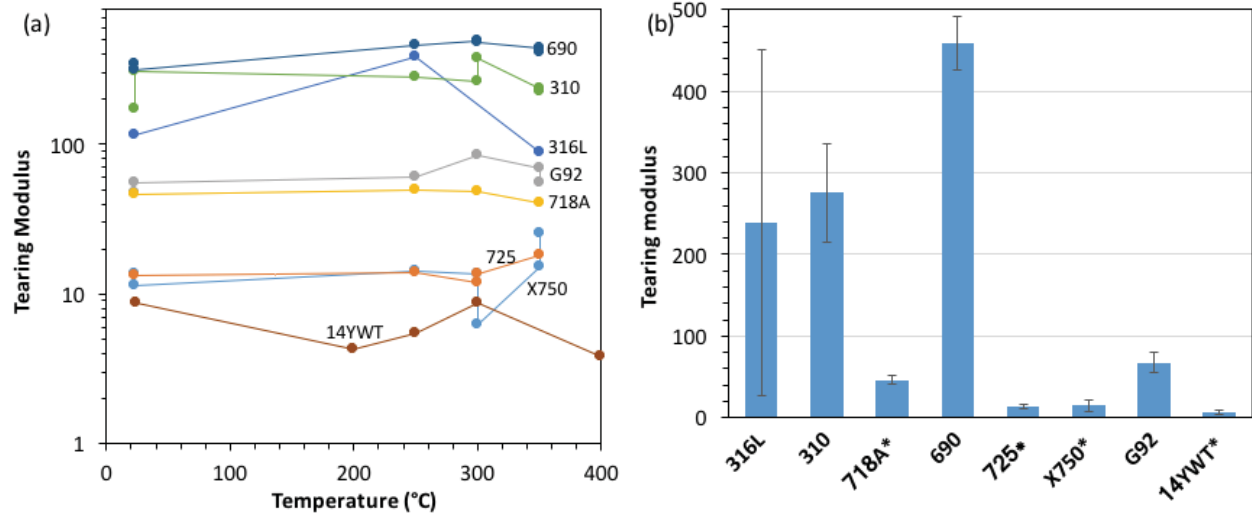 (a)
Tearing Modulus
100
10
1
690
310
316L
G92
718A
725
X750
14YWT
0
100
200
300
400
Temperature (°C)
(b)
Tearing modulus
500
400
300
200
100
0
316L
310
718A*
690
725*
X750*
G92
14YWT*